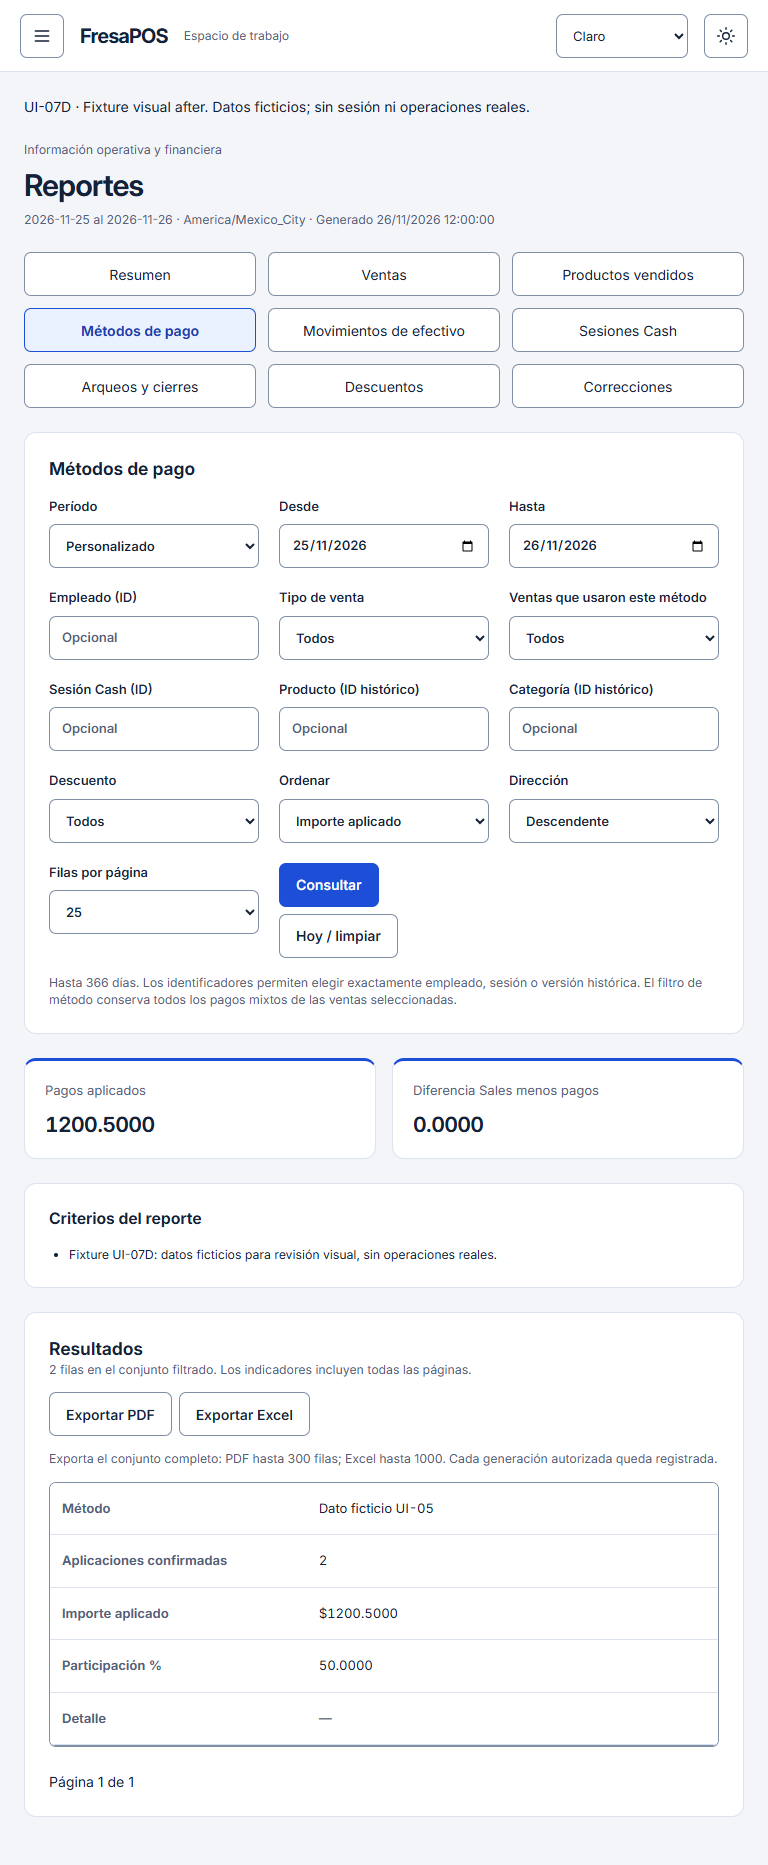 FresaPOS Espacio de trabajo Claro
UI-07D · Fixture visual after. Datos ficticios; sin sesión ni operaciones reales.
Información operativa y financiera
Reportes
2026-11-25 al 2026-11-26 · America/Mexico_City · Generado 26/11/2026 12:00:00
Resumen Ventas Productos vendidos
Métodos de pago Movimientos de efectivo Sesiones Cash
Arqueos y cierres Descuentos Correcciones
Métodos de pago
Período Desde Hasta
Personalizado 25/11/2026 26/11/2026
Empleado (ID) Tipo de venta Ventas que usaron este método
Opcional Todos Todos
Sesión Cash (ID) Producto (ID histórico) Categoría (ID histórico)
Opcional Opcional Opcional
Descuento Ordenar Dirección
Todos Importe aplicado Descendente
Filas por página
25
Consultar
Hoy / limpiar
Hasta 366 días. Los identificadores permiten elegir exactamente empleado, sesión o versión histórica. El filtro de
método conserva todos los pagos mixtos de las ventas seleccionadas.
Pagos aplicados Diferencia Sales menos pagos
1200.5000 0.0000
Criterios del reporte
• Fixture UI-07D: datos ficticios para revisión visual, sin operaciones reales.
Resultados
2 filas en el conjunto filtrado. Los indicadores incluyen todas las páginas.
Exportar PDF Exportar Excel
Exporta el conjunto completo: PDF hasta 300 filas; Excel hasta 1000. Cada generación autorizada queda registrada.
Método Dato ficticio UI-05
Aplicaciones confirmadas 2
Importe aplicado $1200.5000
Participación % 50.0000
Detalle —
Página 1 de 1